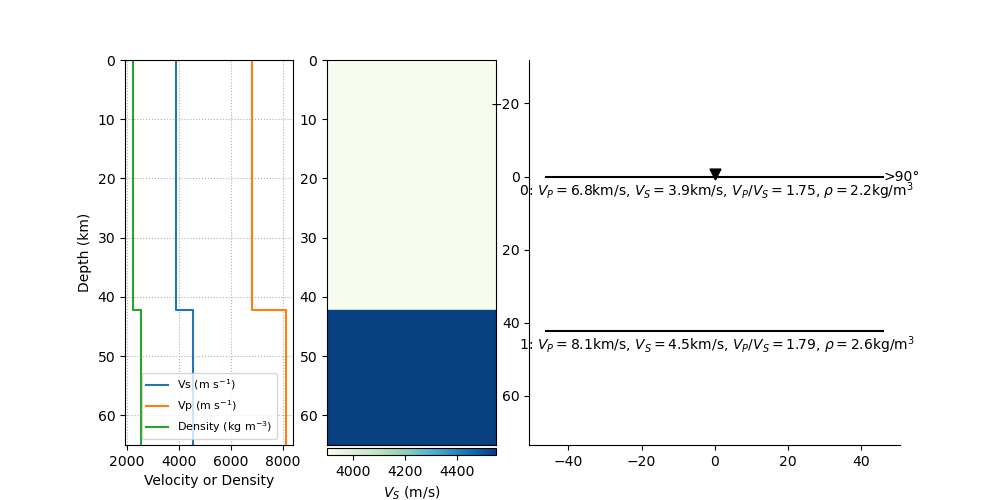 0
10
20
30
40
50
60
Depth (km)
2000 4000 6000 8000
Velocity or Density
Vs (m s⁻¹)
Vp (m s⁻¹)
Density (kg m⁻³)
0
10
20
30
40
50
60
4000 4200 4400
V_S (m/s)
−20
0
20
40
60
−40 −20 0 20 40
>90°
0: V_P = 6.8km/s, V_S = 3.9km/s, V_P/V_S = 1.75, ρ = 2.2kg/m³
1: V_P = 8.1km/s, V_S = 4.5km/s, V_P/V_S = 1.79, ρ = 2.6kg/m³